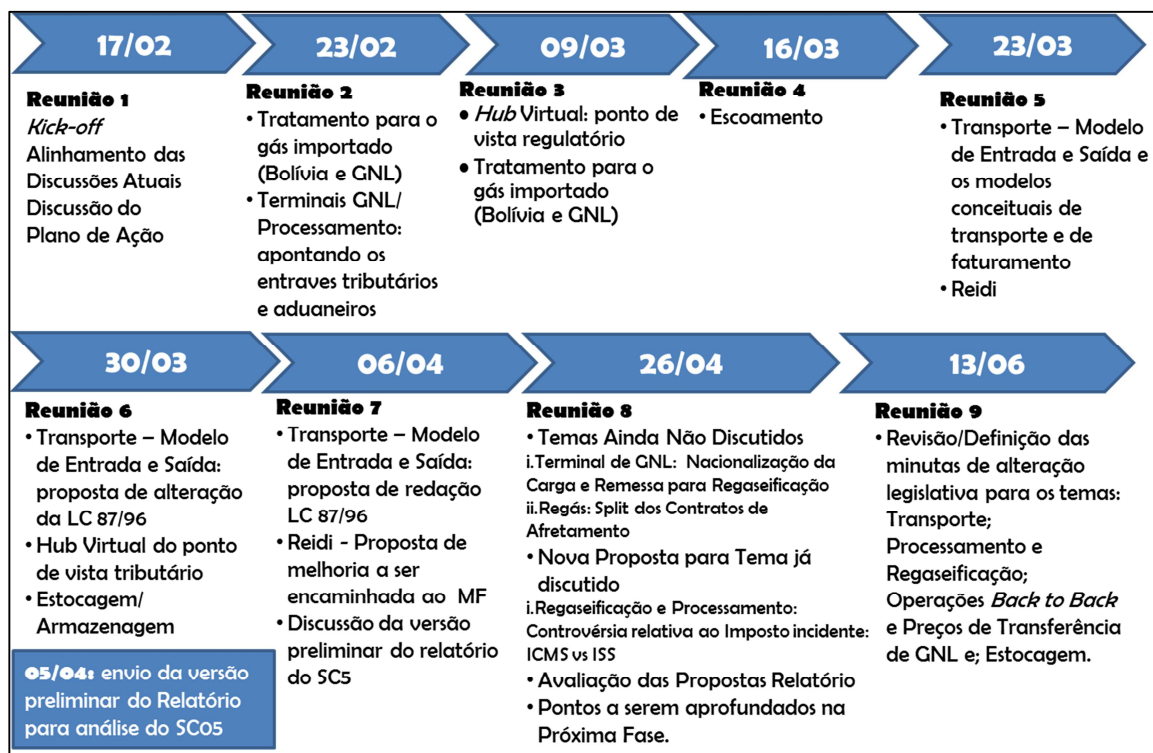 17/02
23/02
09/03
16/03
23/03
Reunião 1
Kick-off
Alinhamento das
Discussões Atuais
Discussão do
Plano de Ação
Reunião 2
• Tratamento para o
gás importado
(Bolívia e GNL)
• Terminais GNL/
Processamento:
apontando os
entraves tributários
e aduaneiros
Reunião 3
• Hub Virtual: ponto de
vista regulatório
• Tratamento para o
gás importado
(Bolívia e GNL)
Reunião 4
• Escoamento
Reunião 5
• Transporte – Modelo
de Entrada e Saída e
os modelos
conceituais de
transporte e de
faturamento
• Reidi
30/03
06/04
26/04
13/06
Reunião 6
• Transporte – Modelo
de Entrada e Saída:
proposta de alteração
da LC 87/96
• Hub Virtual do ponto
de vista tributário
• Estocagem/
Armazenagem
05/04: envio da versão
preliminar do Relatório
para análise do SC05
Reunião 7
• Transporte – Modelo
de Entrada e Saída:
proposta de redação
LC 87/96
• Reidi - Proposta de
melhoria a ser
encaminhada ao MF
• Discussão da versão
preliminar do relatório
do SC5
Reunião 8
• Temas Ainda Não Discutidos
i.Terminal de GNL: Nacionalização da
Carga e Remessa para Regaseificação
ii.Regás: Split dos Contratos de
Afretamento
• Nova Proposta para Tema já
discutido
i.Regaseificação e Processamento:
Controvérsia relativa ao Imposto incidente:
ICMS vs ISS
• Avaliação das Propostas Relatório
• Pontos a serem aprofundados na
Próxima Fase.
Reunião 9
• Revisão/Definição das
minutas de alteração
legislativa para os temas:
Transporte;
Processamento e
Regaseificação;
Operações Back to Back
e Preços de Transferência
de GNL e; Estocagem.